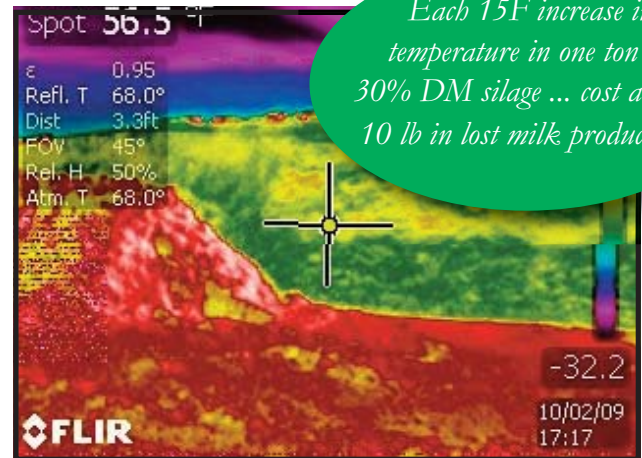 Spot 56.5 °F
ε 0.95
Refl. T 68.0°
Dist 3.3ft
FOV 45°
Rel. H 50%
Atm. T 68.0°
Each 15F increase in
temperature in one ton
30% DM silage ... cost
10 lb in lost milk
-32.2
10/02/09
17:17
FLIR